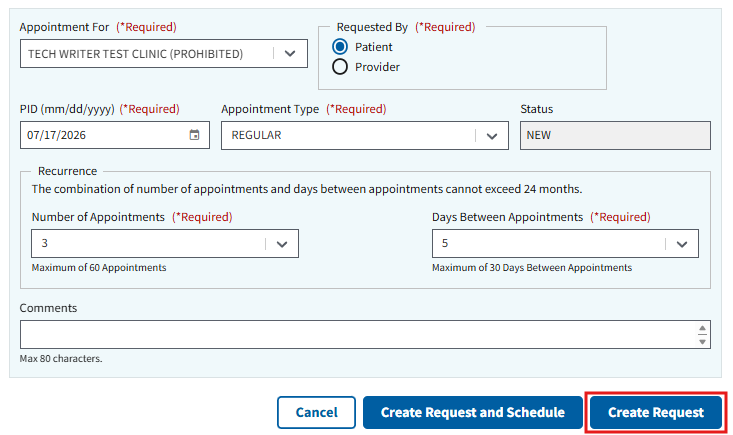 Appointment For (*Required)
TECH WRITER TEST CLINIC (PROHIBITED)
Requested By (*Required)
Patient
Provider
PID (mm/dd/yyyy) (*Required)
Appointment Type (*Required)
Status
07/17/2026
REGULAR
NEW
Recurrence
The combination of number of appointments and days between appointments cannot exceed 24 months.
Number of Appointments (*Required)
Days Between Appointments (*Required)
3
5
Maximum of 60 Appointments
Maximum of 30 Days Between Appointments
Comments
Max 80 characters.
Cancel
Create Request and Schedule
Create Request